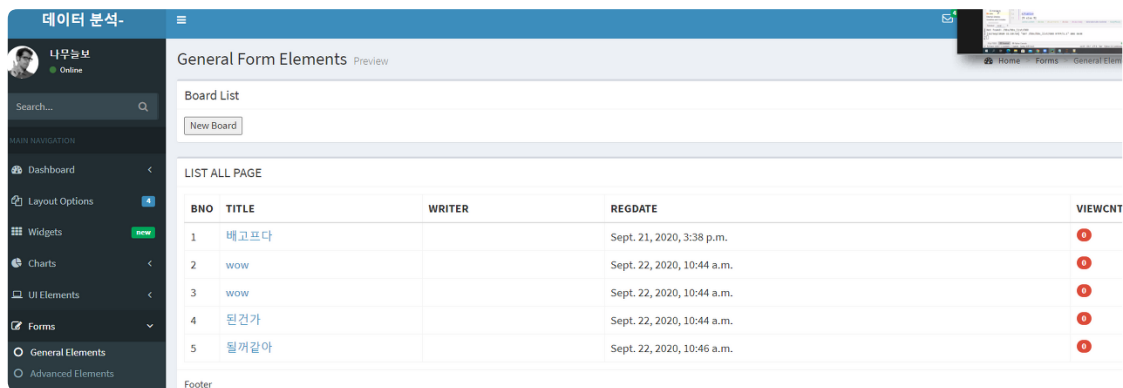 데이터 분석-
나무늘보
Online
Search...
MAIN NAVIGATION
Dashboard
Layout Options 4
Widgets new
Charts
UI Elements
Forms
General Elements
Advanced Elements
General Form Elements Preview
Home Forms General Elem
Board List
New Board
LIST ALL PAGE
BNO TITLE WRITER REGDATE VIEWCNT
1 배고프다 Sept. 21, 2020, 3:38 p.m. 0
2 wow Sept. 22, 2020, 10:44 a.m. 0
3 wow Sept. 22, 2020, 10:44 a.m. 0
4 된건가 Sept. 22, 2020, 10:44 a.m. 0
5 될꺼같아 Sept. 22, 2020, 10:46 a.m. 0
Footer